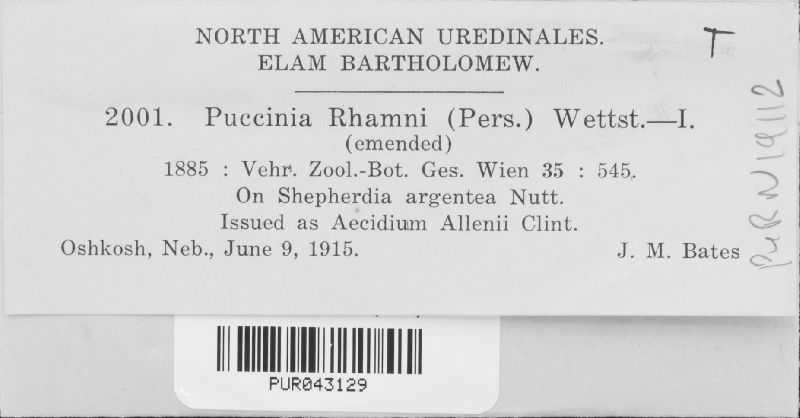 NORTH AMERICAN UREDINALES.
ELAM BARTHOLOMEW.
T
2001. Puccinia Rhamni (Pers.) Wettst.—I.
(emended)
1885 : Vehr. Zool.-Bot. Ges. Wien 35 : 545.
On Shepherdia argentea Nutt.
Issued as Aecidium Allenii Clint.
Oshkosh, Neb., June 9, 1915. J. M. Bates
PUR N19112
PUR043129